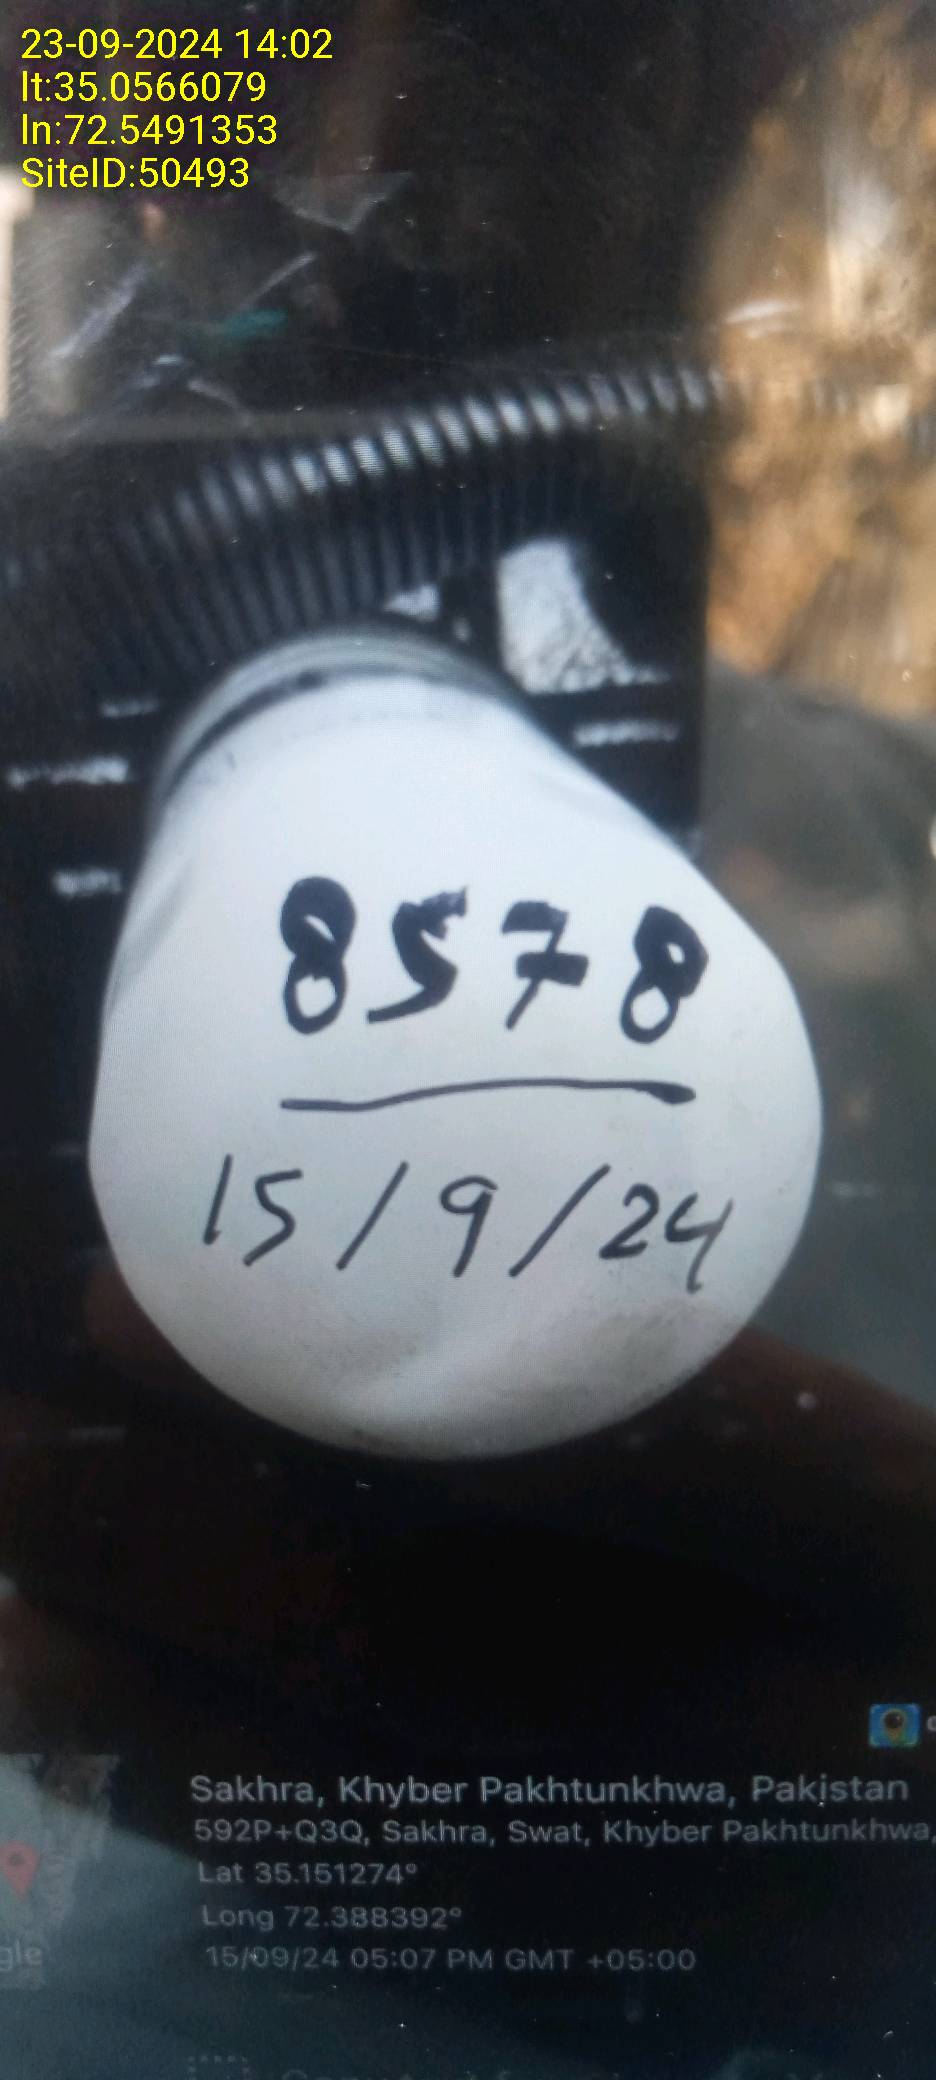 23-09-2024 14:02
lt:35.0566079
ln:72.5491353
SiteID:50493
8578
15/9/24
Sakhra, Khyber Pakhtunkhwa, Pakistan
592P+Q3Q, Sakhra, Swat, Khyber Pakhtunkhwa,
Lat 35.151274°
Long 72.388392°
15/09/24 05:07 PM GMT +05:00
gle